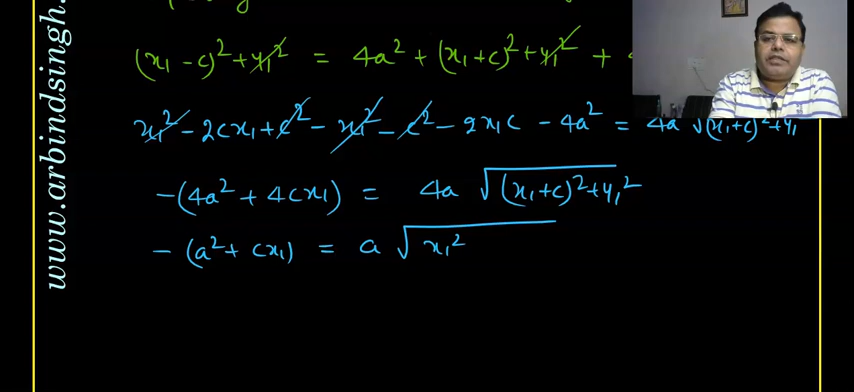 www.arbindsingh.
(x₁ - c)² + y₁² = 4a² + (x₁ + c)² + y₁² +
x₁² - 2cx₁ + c² - x₁² - c² - 2x₁c - 4a² = 4a √(x₁+c)² + y₁
-(4a² + 4cx₁) = 4a √(x₁+c)² + y₁²
- (a² + cx₁) = a √x₁²